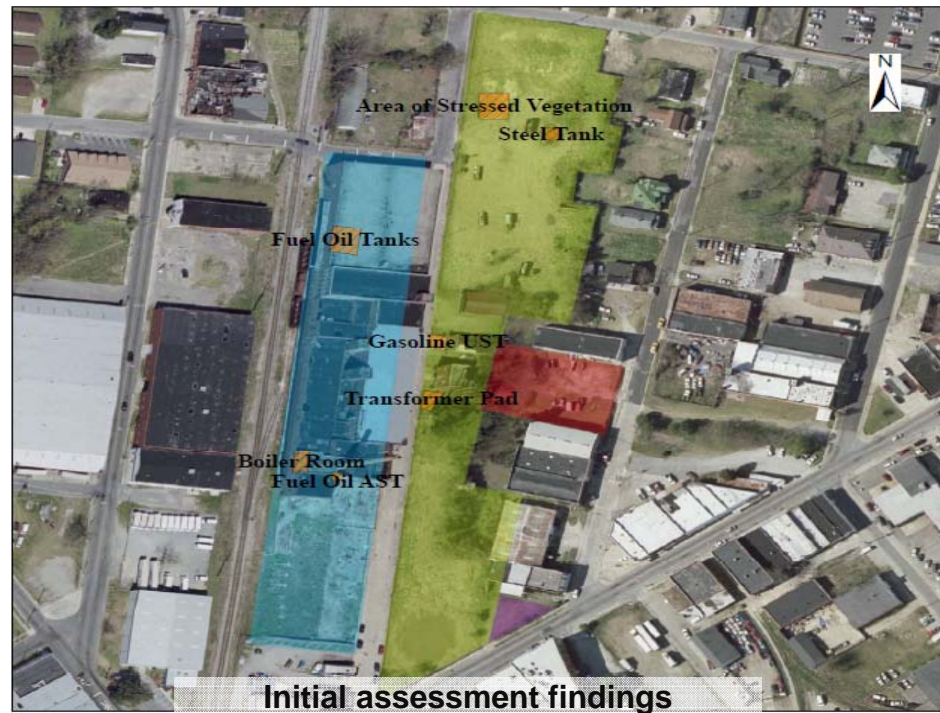 N
Area of Stressed Vegetation
Steel Tank
Fuel Oil Tanks
Gasoline UST
Transformer Pad
Boiler Room
Fuel Oil AST
Initial assessment findings